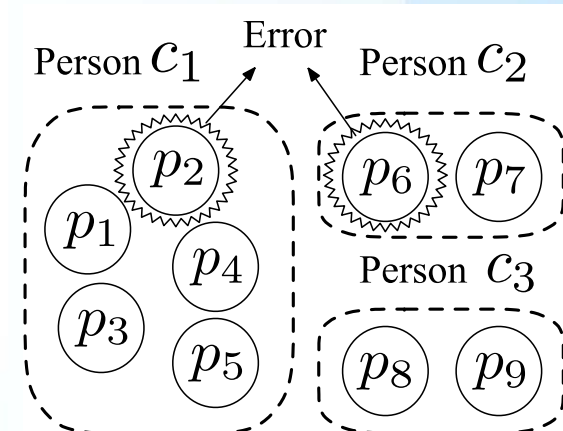 Error
Person c₁
Person c₂
p₂
p₆
p₇
p₁
p₄
Person c₃
p₃
p₅
p₈
p₉